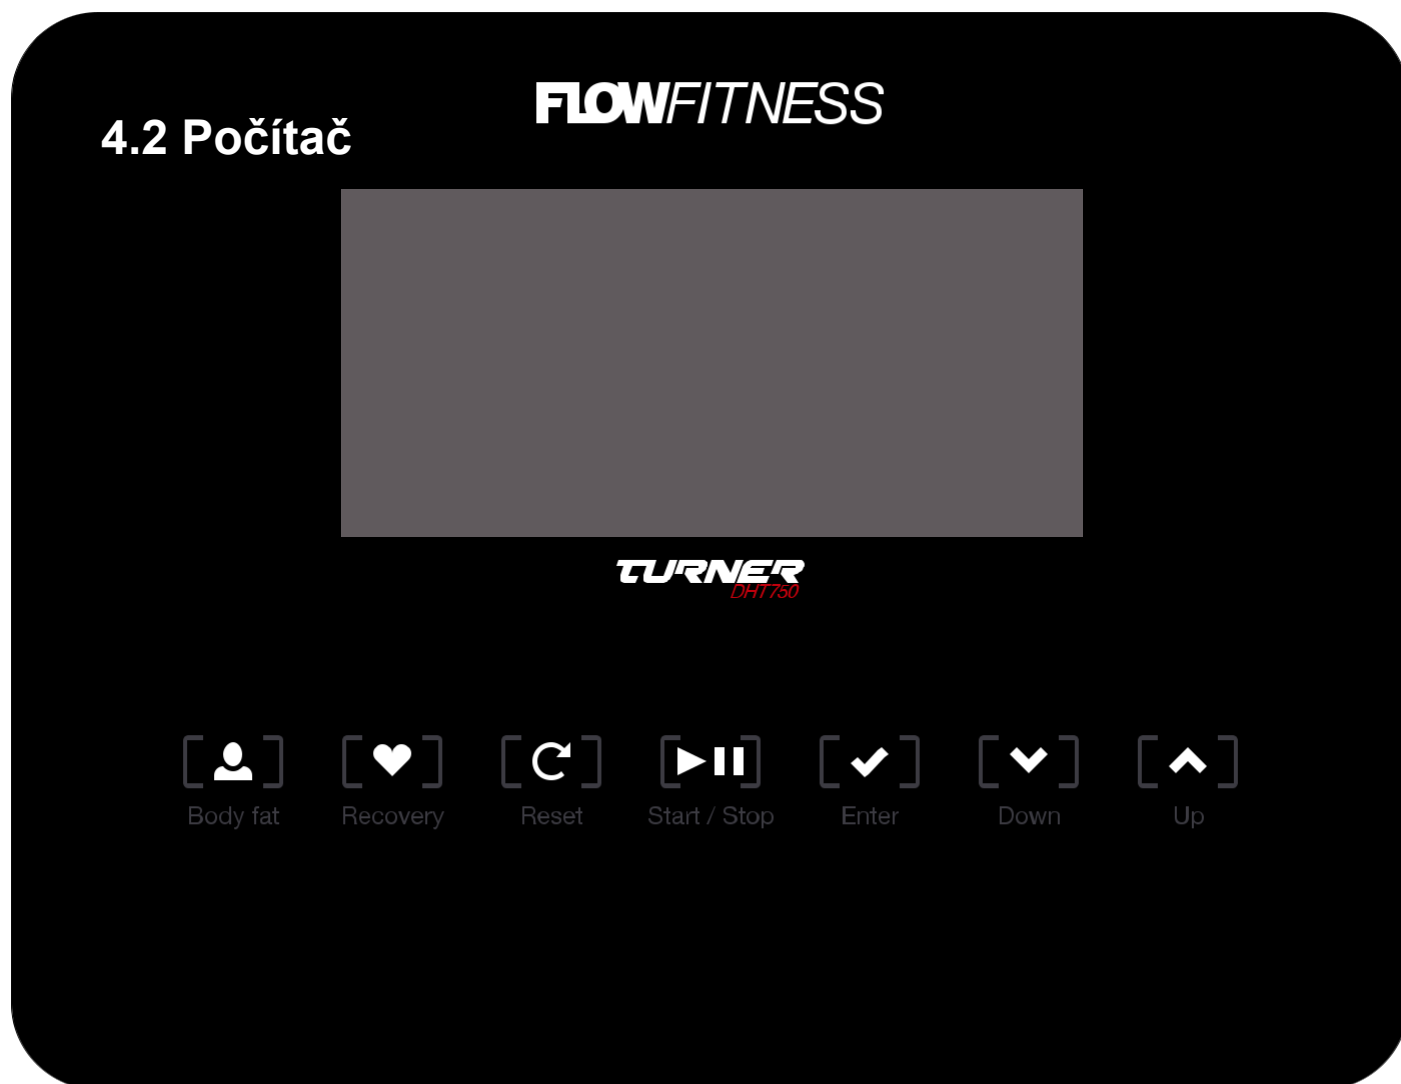 FLOWFITNESS
4.2 Počítač
TURNER
DHT750
Body fat
Recovery
Reset
Start / Stop
Enter
Down
Up